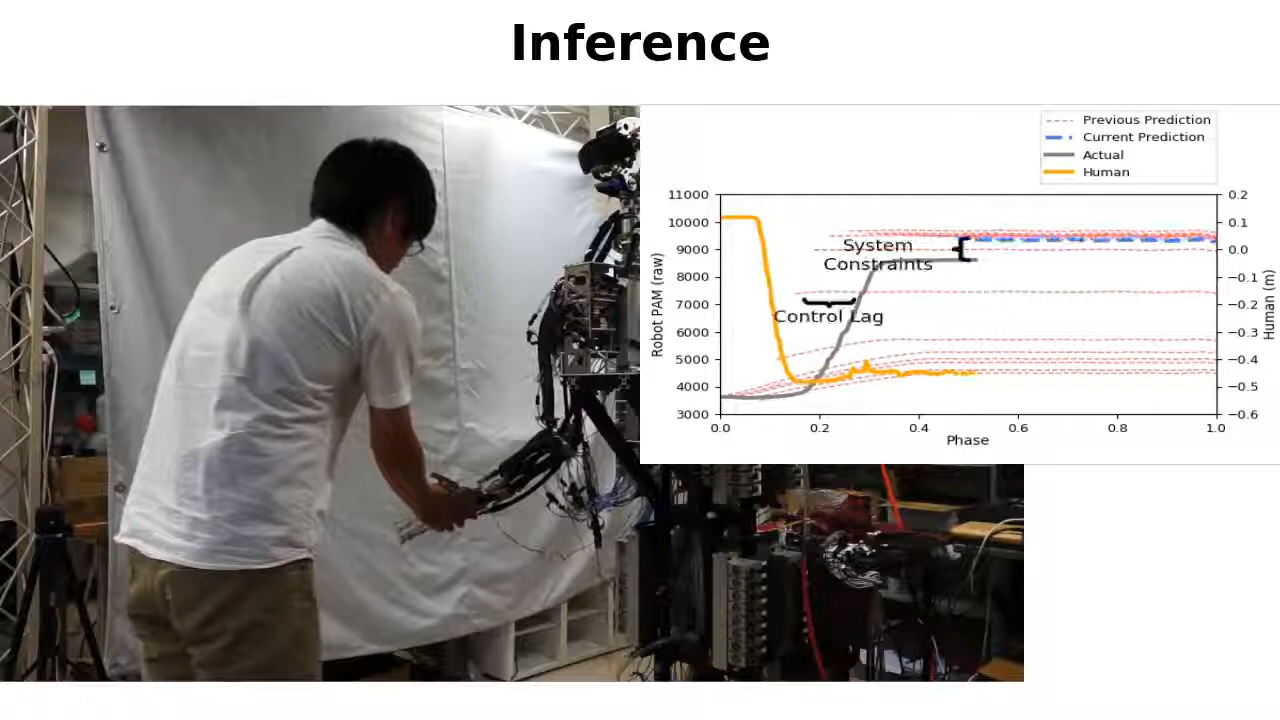 Inference
Previous Prediction
Current Prediction
Actual
Human
11000
10000
9000
8000
7000
6000
5000
4000
3000
Robot PAM (raw)
System
Constraints
Control Lag
0.2
0.1
0.0
−0.1
−0.2
−0.3
−0.4
−0.5
−0.6
Human (m)
0.0 0.2 0.4 0.6 0.8 1.0
Phase